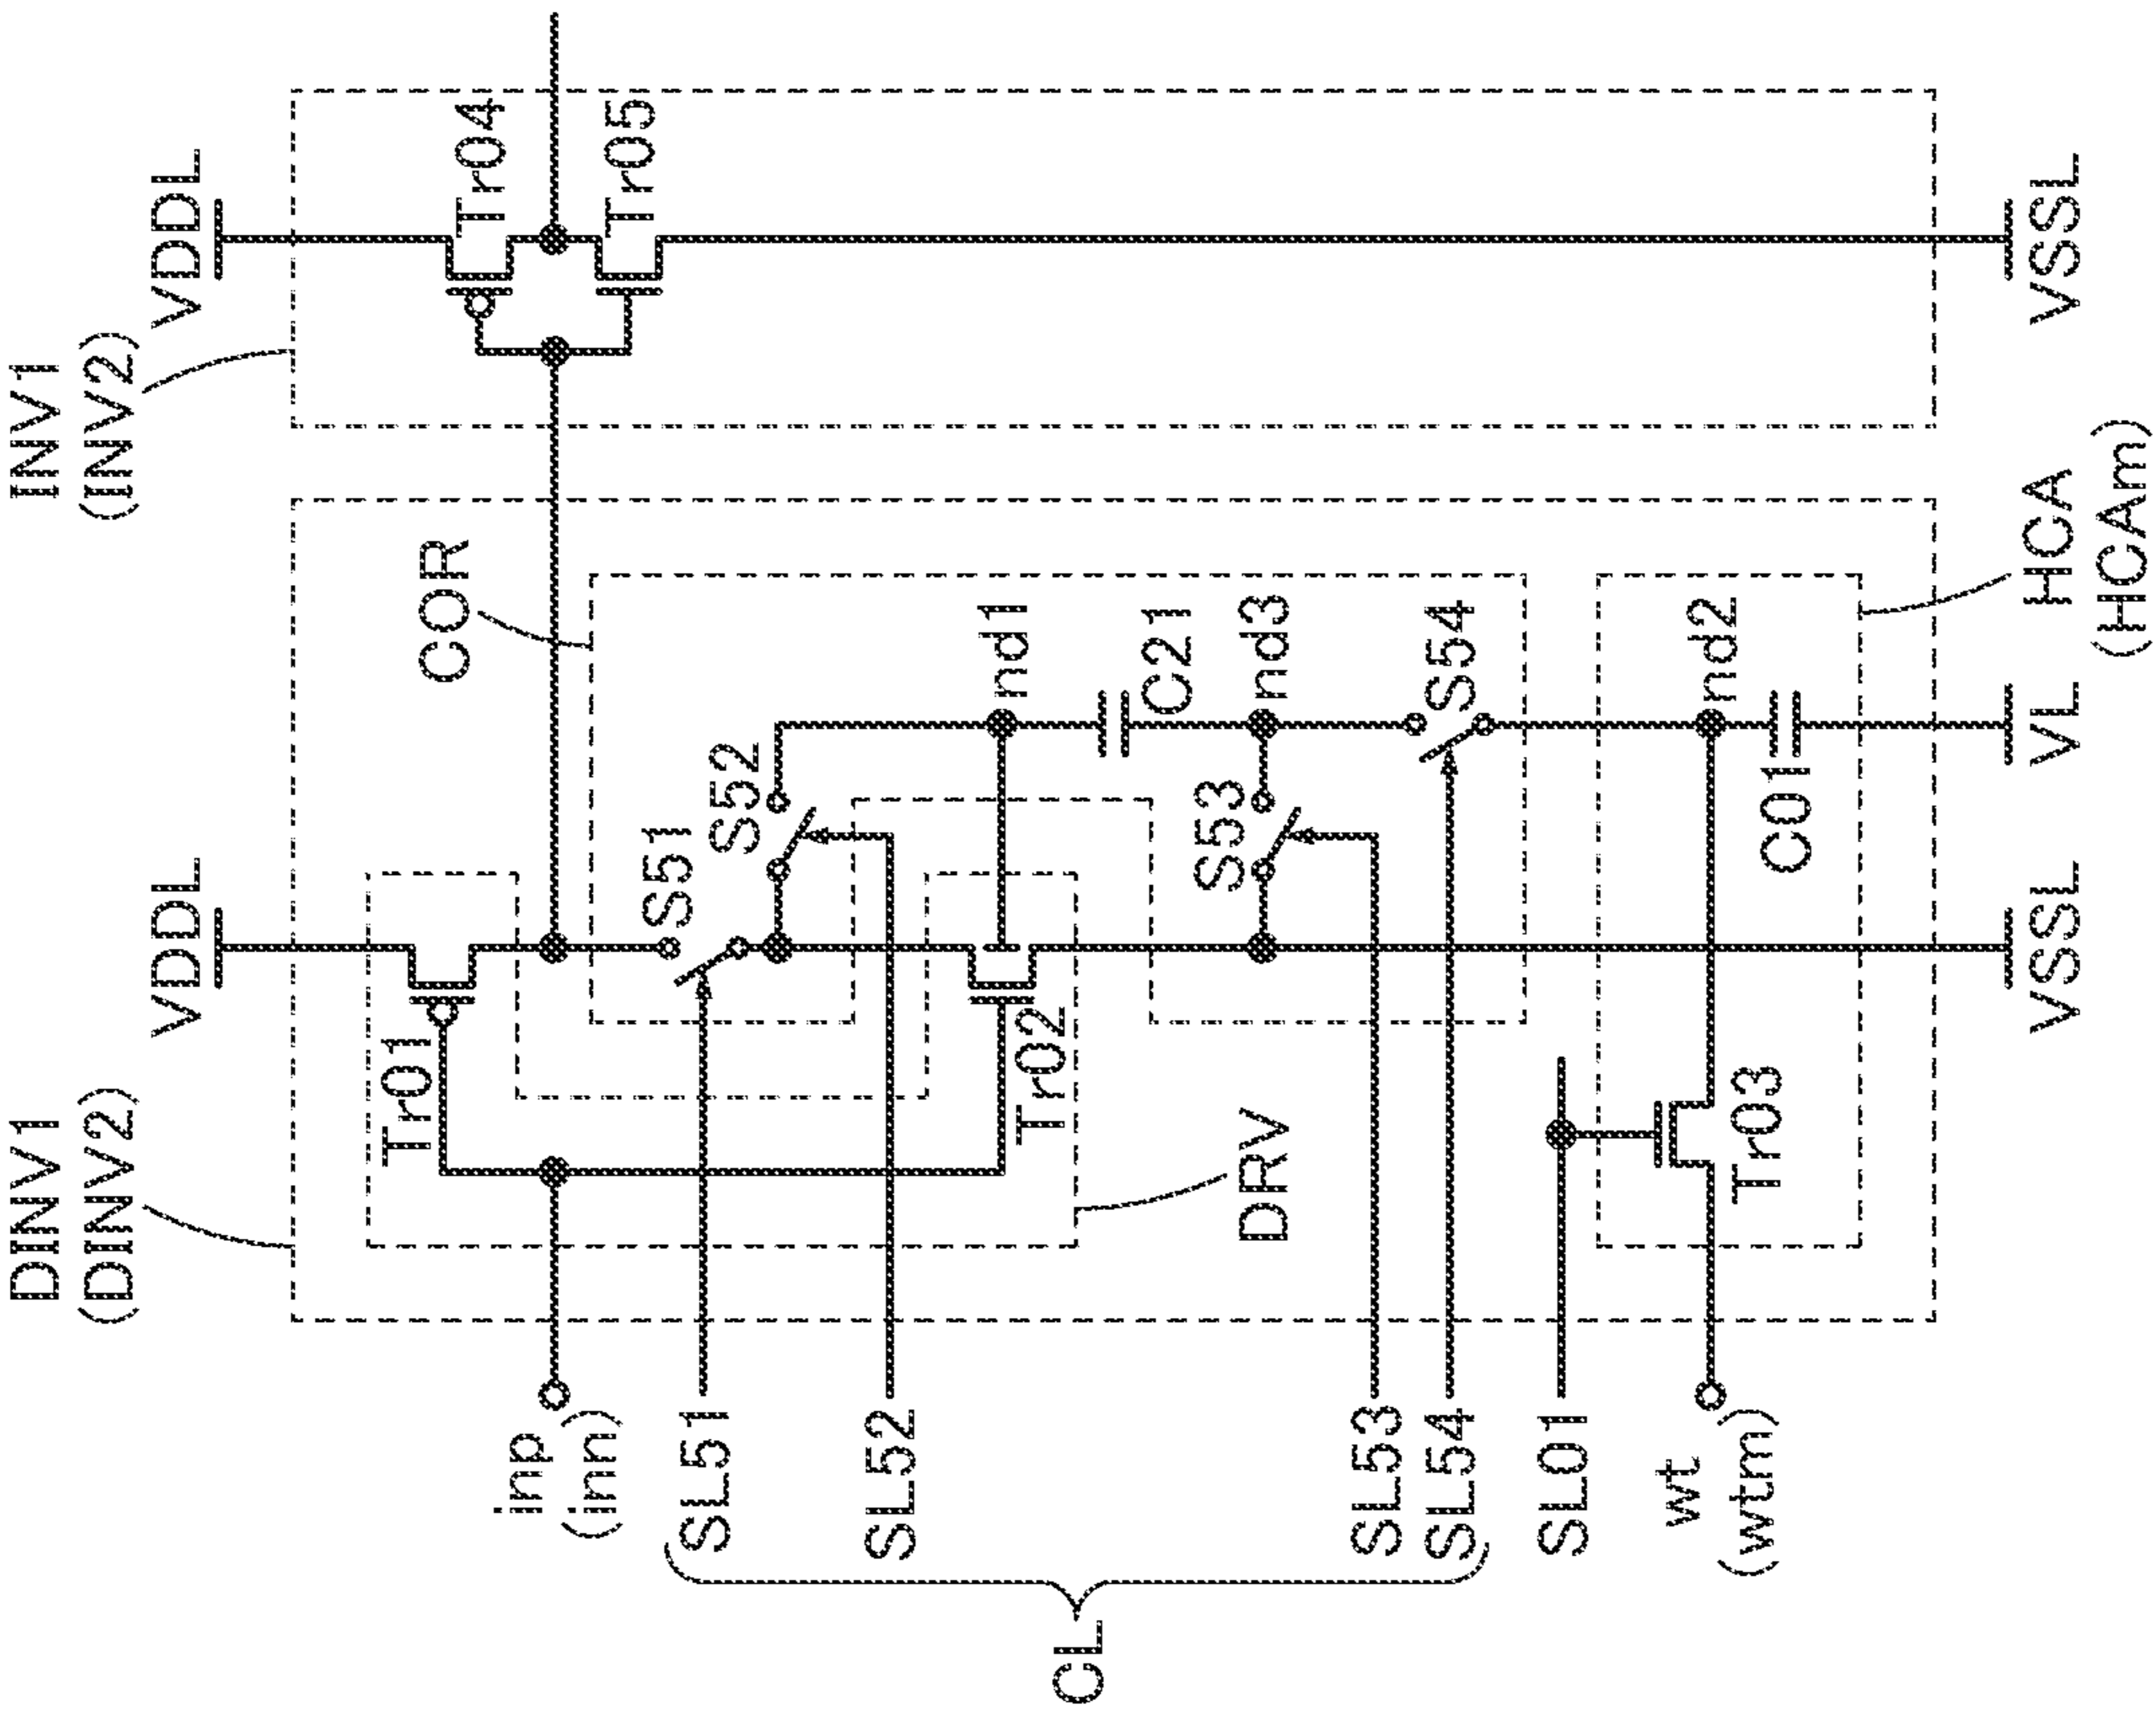 DINV1
(DINV2)
INV1
(INV2)
VDDL
VDDL
Tr04
Tr05
COR
Tr01
S51
S52
nd1
C21
nd3
S53
S54
Tr02
DRV
inp
(inn)
SL51
SL52
SL53
SL54
CL
SL01
wt
(wtm)
Tr03
nd2
C01
VSSL
VL
HCA
(HCAm)
VSSL